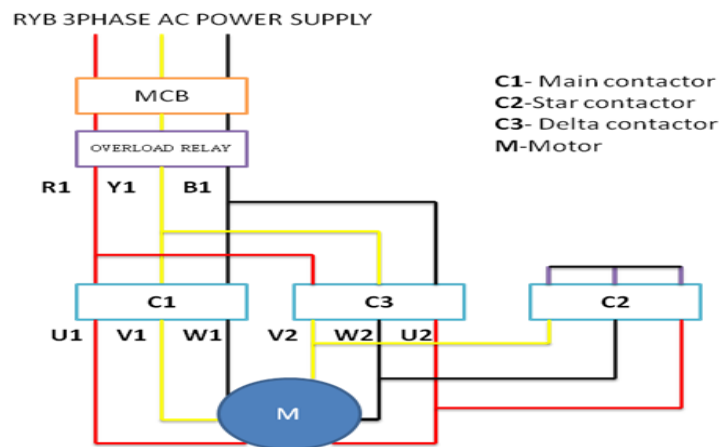 RYB 3PHASE AC POWER SUPPLY
MCB
C1- Main contactor
C2-Star contactor
C3- Delta contactor
M-Motor
OVERLOAD RELAY
R1 Y1 B1
C1 C3 C2
U1 V1 W1 V2 W2 U2
M